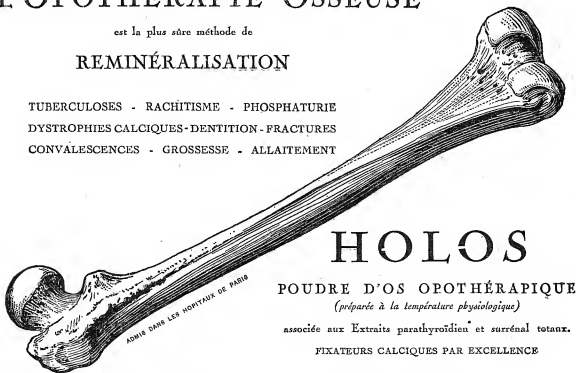 L'OPOTHÉRAPIE OSSEUSE
est la plus sûre méthode de
REMINÉRALISATION
TUBERCULOSES - RACHITISME - PHOSPHATURIE
DYSTROPHIES CALCIQUES - DENTITION - FRACTURES
CONVALESCENCES - GROSSESSE - ALLAITEMENT
HOLOS
POUDRE D'OS OPOTHÉRAPIQUE
(préparée à la température physiologique)
associée aux Extraits parathyroïdien et surrénal totaux.
FIXATEURS CALCIQUES PAR EXCELLENCE
ADMIS DANS LES HOPITAUX DE PARIS